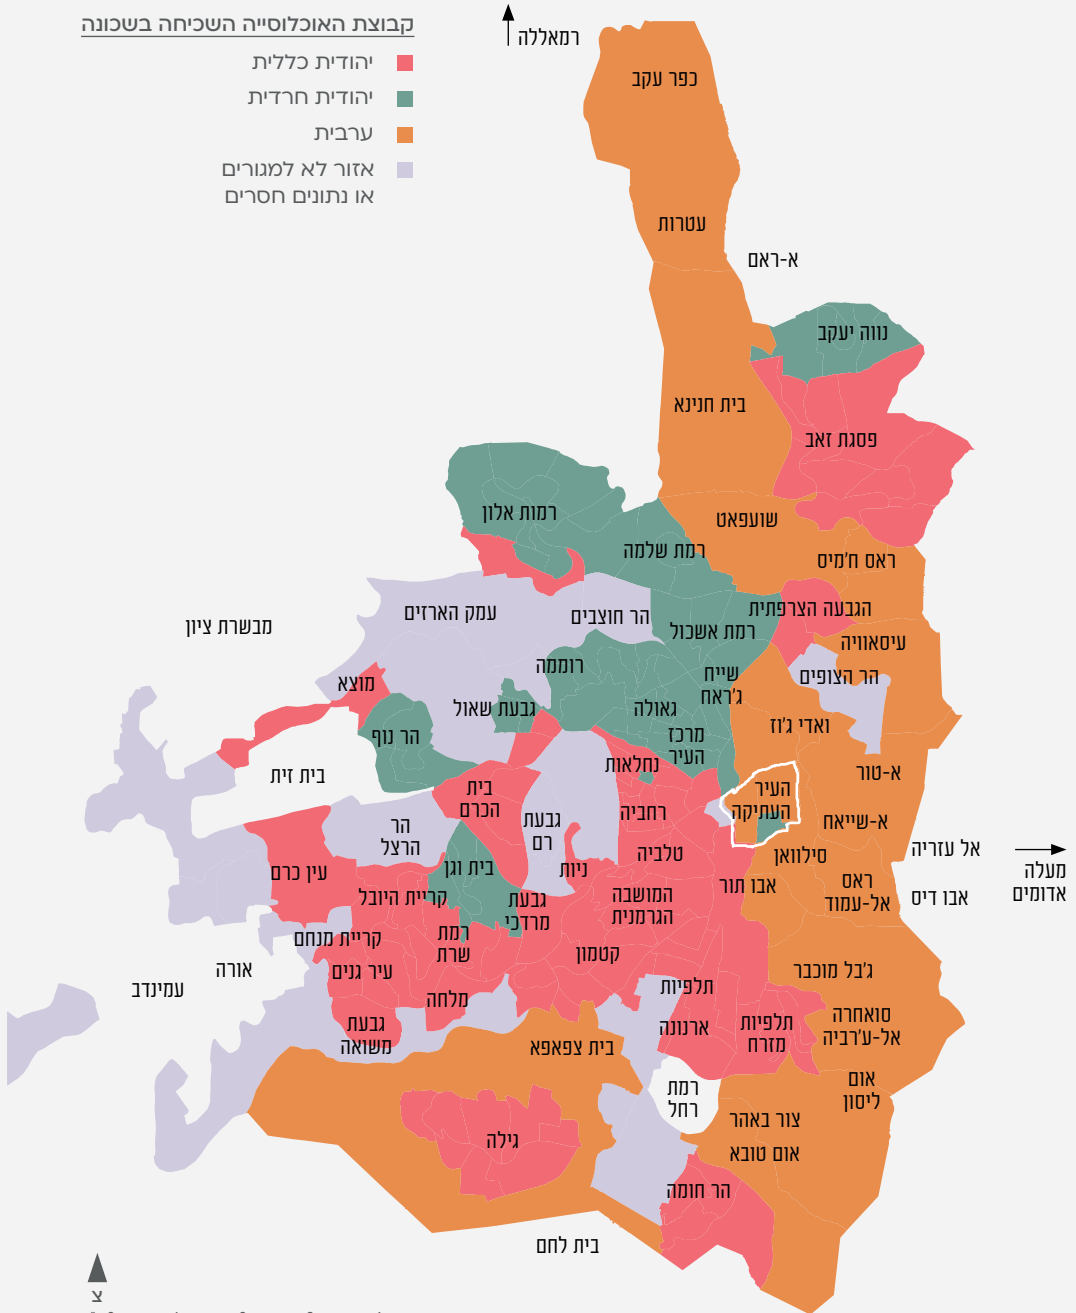 קבוצת האוכלוסייה השכיחה בשכונה
יהודית כללית
יהודית חרדית
ערבית
אזור לא למגורים
או נתונים חסרים
רמאללה
כפר עקב
עטרות
א-ראם
נווה יעקב
בית חנינא
פסגת זאב
רמות אלון
שועפאט
רמת שלמה
ראס ח'מיס
הגבעה הצרפתית
עמק הארזים
הר חוצבים
מבשרת ציון
רמת אשכול
עיסאוויה
רוממה
שייח
ג'ראח
הר הצופים
מוצא
גבעת שאול
גאולה
ואדי ג'וז
הר נוף
מרכז
העיר
נחלאות
בית זית
א-טור
בית
הכרם
העיר
העתיקה
רחביה
גבעת
רם
א-שייאח
הר
הרצל
אל עזריה
טלביה
סילוואן
מעלה
אדומים
עין כרם
בית וגן
ניות
אבו תור
ראס
אל-עמוד
אבו דיס
קריית היובל
גבעת
מרדכי
המושבה
הגרמנית
קריית מנחם
רמת
שרת
קטמון
אורה
עיר גנים
ג'בל מוכבר
עמינדב
מלחה
תלפיות
גבעת
משואה
ארנונה
תלפיות
מזרח
סואחרה
אל-ע'רביה
בית צפאפא
רמת
רחל
אום
ליסון
צור באהר
גילה
אום טובא
הר חומה
בית לחם
צ